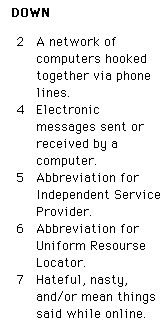 DOWN
2 A network of
computers hooked
together via phone
lines.
4 Electronic
messages sent or
received by a
computer.
5 Abbreviation for
Independent Service
Provider.
6 Abbreviation for
Uniform Resourse
Locator.
7 Hateful, nasty,
and/or mean things
said while online.